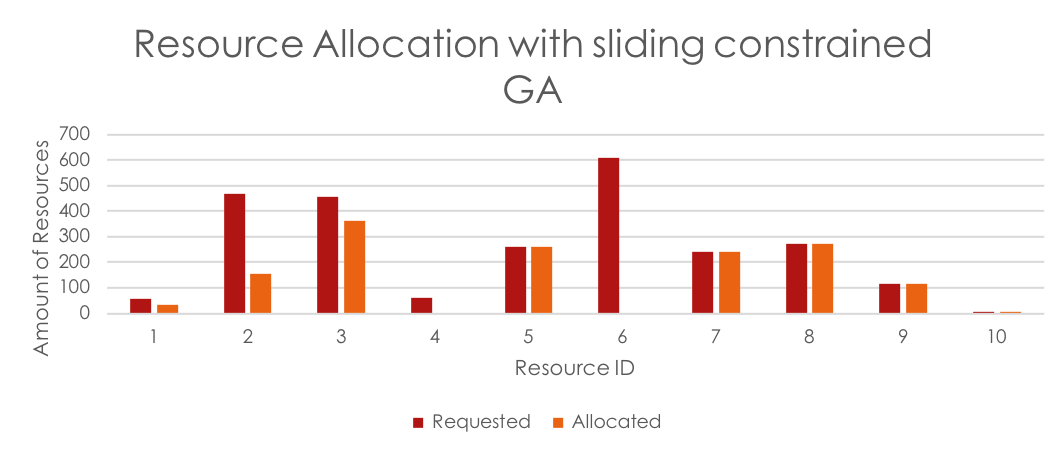 Resource Allocation with sliding constrained
GA
Amount of Resources
700
600
500
400
300
200
100
0
1 2 3 4 5 6 7 8 9 10
Resource ID
Requested Allocated